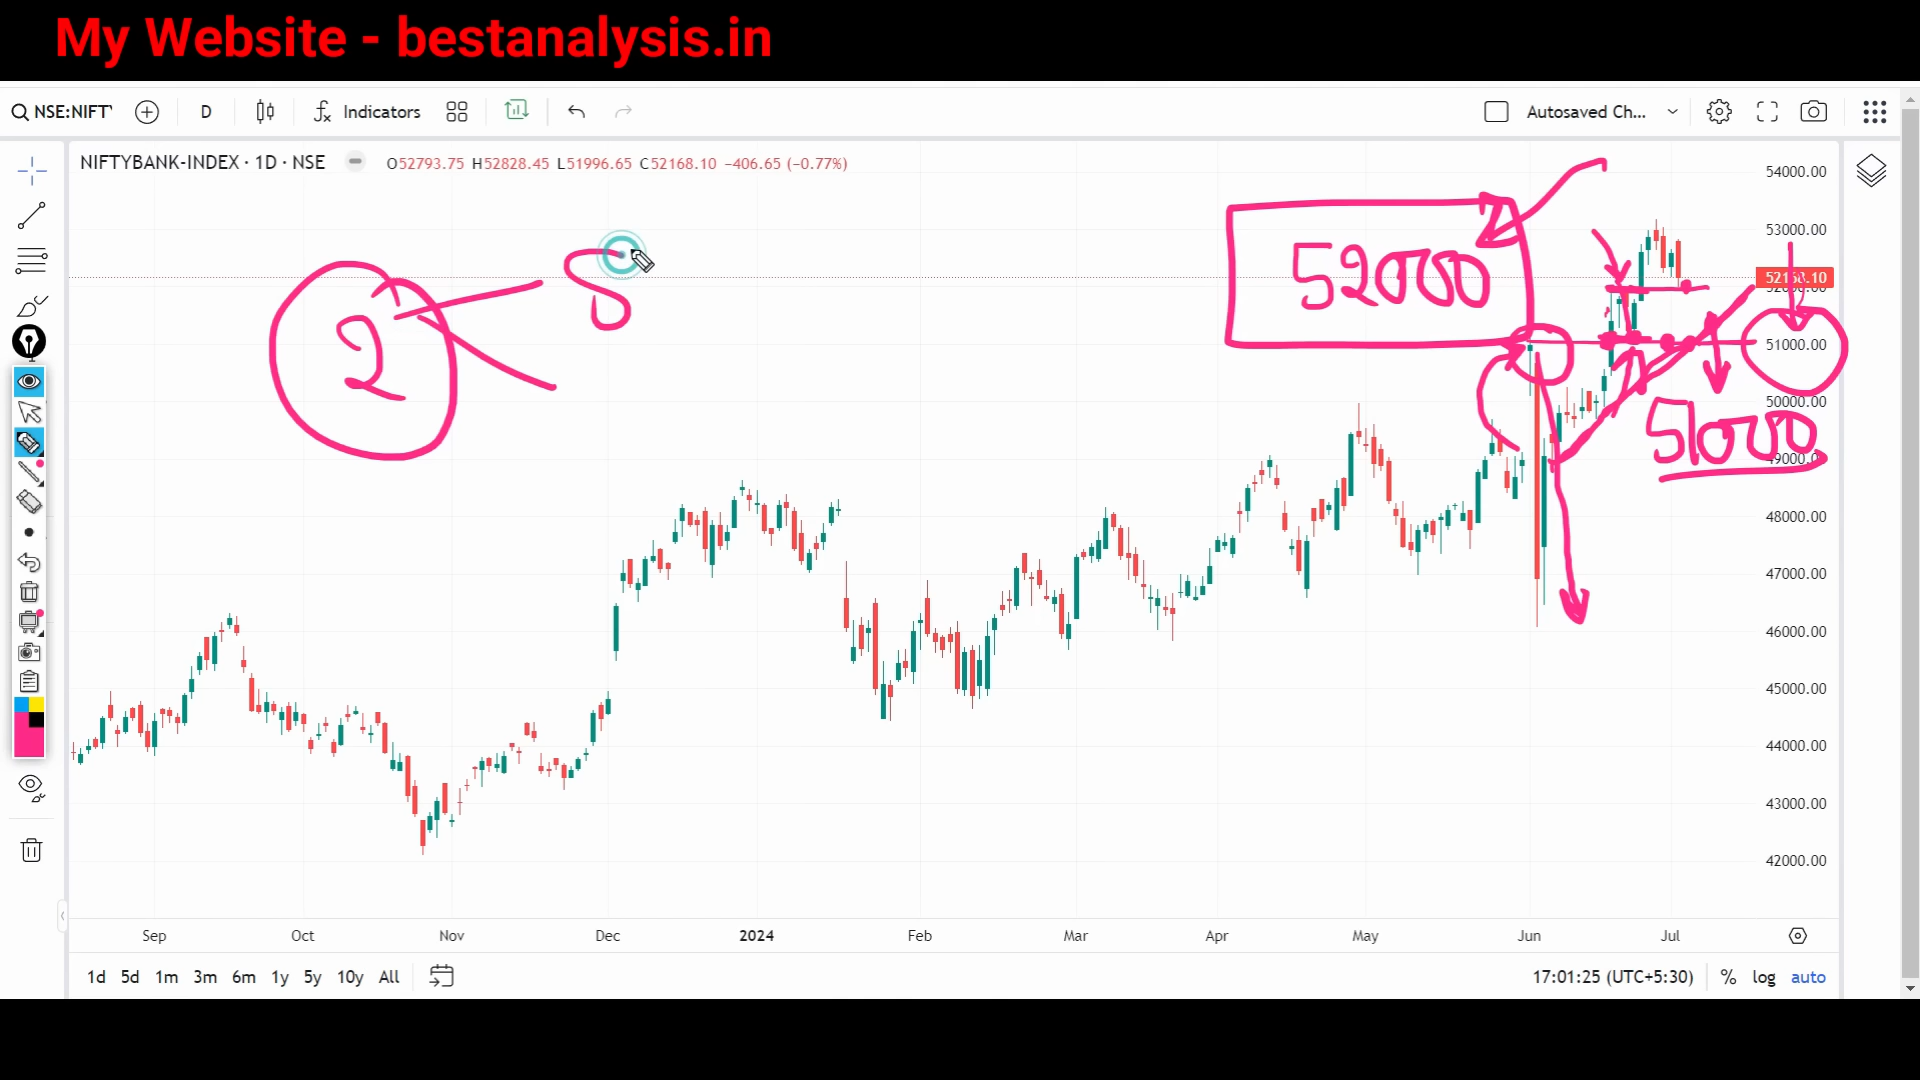 My Website - bestanalysis.in
NSE:NIFT
D
Indicators
Autosaved Ch...
NIFTYBANK-INDEX · 1D · NSE
O52793.75 H52828.45 L51996.65 C52168.10 −406.65 (−0.77%)
54000.00
53000.00
52000
2
8
51000.00
50000.00
51000
48000.00
47000.00
46000.00
45000.00
44000.00
43000.00
42000.00
Sep Oct Nov Dec 2024 Feb Mar Apr May Jun Jul
1d 5d 1m 3m 6m 1y 5y 10y All
17:01:25 (UTC+5:30) % log auto